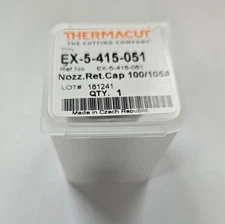 THERMACUT
THE CUTTING COMPANY
P/N
EX-5-415-051
Ref.No: EX-5-415-051
Nozz.Ret.Cap 100/105A
LOT# 181241
QTY. 1
Made in Czech Republic